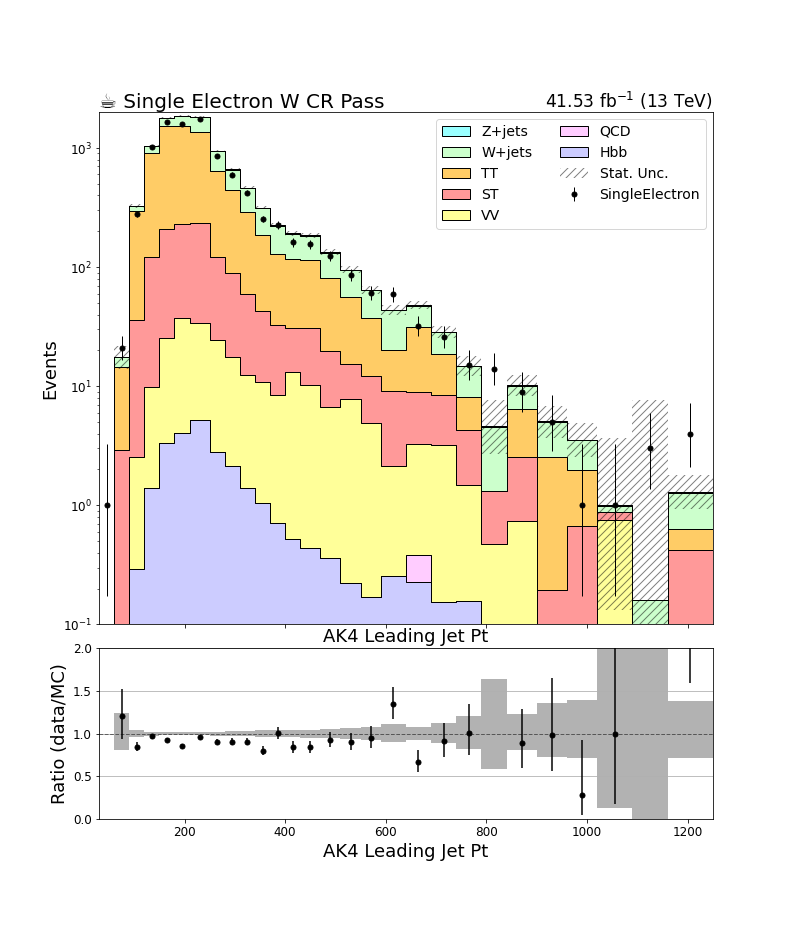 ☕ Single Electron W CR Pass
41.53 fb⁻¹ (13 TeV)
Z+jets
W+jets
TT
ST
VV
QCD
Hbb
Stat. Unc.
SingleElectron
Events
10³
10²
10¹
10⁰
10⁻¹
AK4 Leading Jet Pt
Ratio (data/MC)
2.0
1.5
1.0
0.5
0.0
200 400 600 800 1000 1200
AK4 Leading Jet Pt